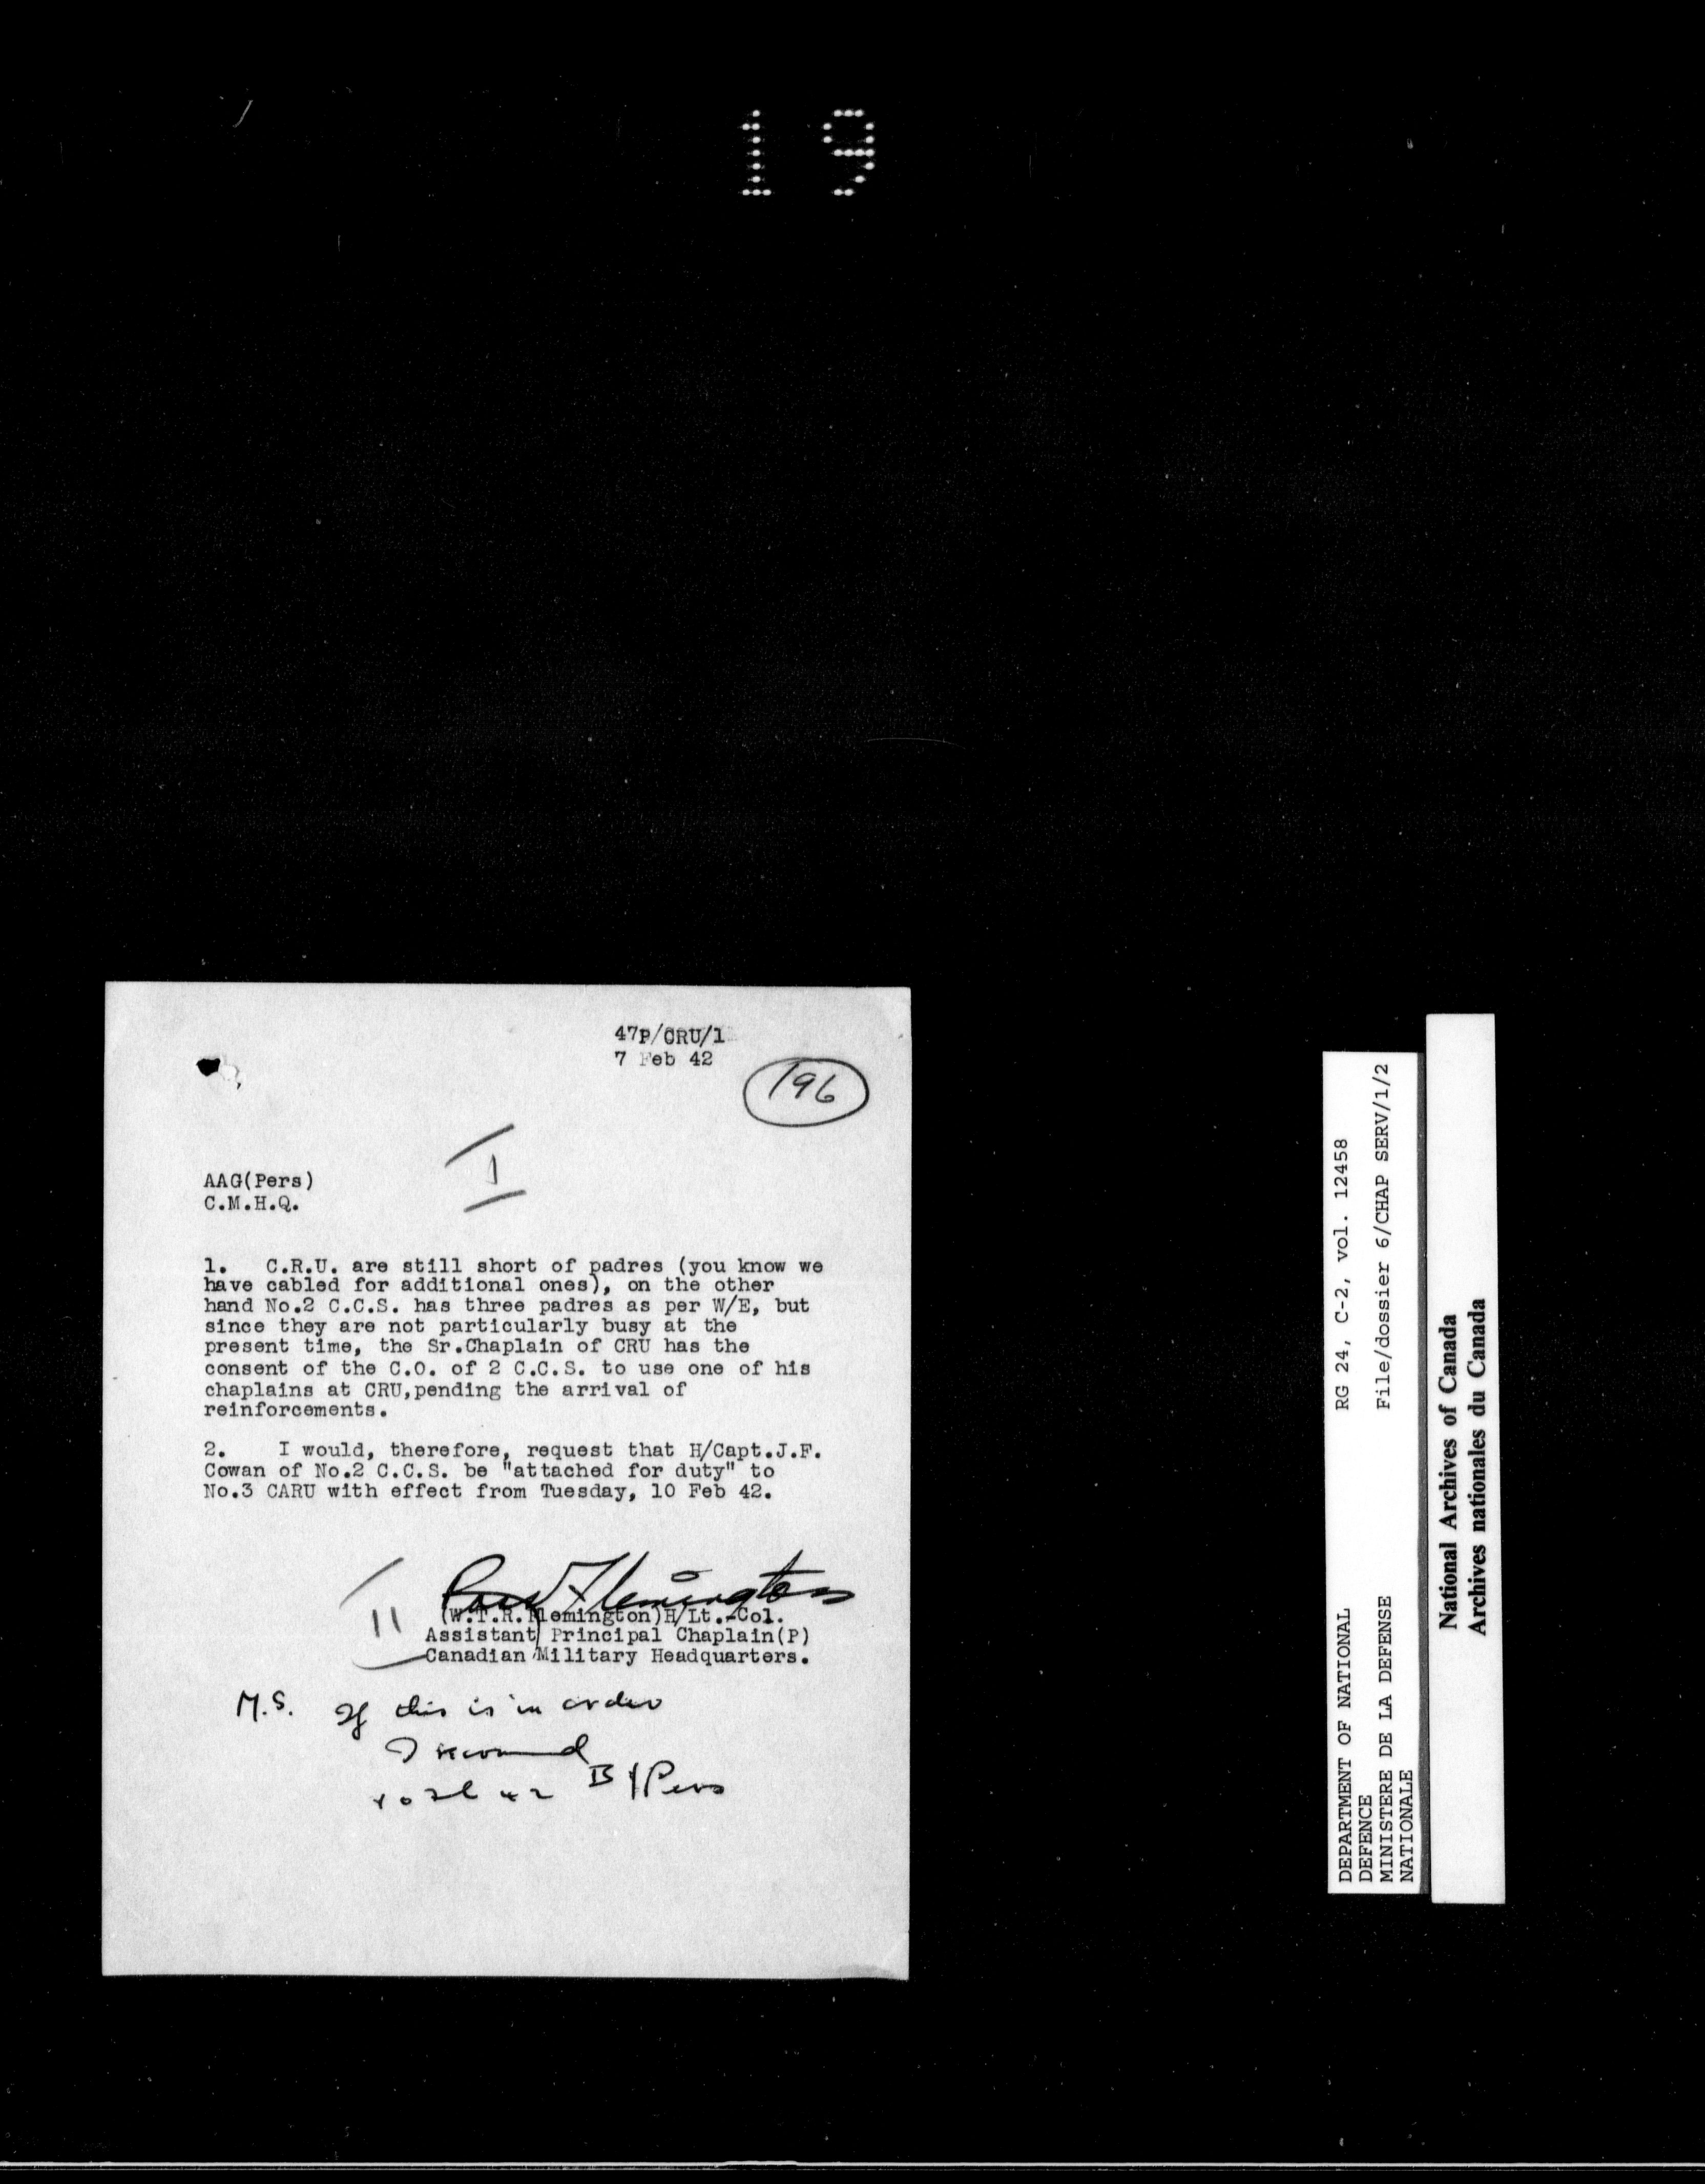 19
47P/CRU/1
7 Feb 42
196
I
AAG(Pers)
C.M.H.Q.
1. C.R.U. are still short of padres (you know we
have cabled for additional ones), on the other
hand No.2 C.C.S. has three padres as per W/E, but
since they are not particularly busy at the
present time, the Sr.Chaplain of CRU has the
consent of the C.O. of 2 C.C.S. to use one of his
chaplains at CRU,pending the arrival of
reinforcements.
2. I would, therefore, request that H/Capt.J.F.
Cowan of No.2 C.C.S. be "attached for duty" to
No.3 CARU with effect from Tuesday, 10 Feb 42.
II
(W.T.R.Flemington)H/Lt.-Col.
Assistant Principal Chaplain(P)
Canadian Military Headquarters.
M.S. If this is in order
I recommend
Pers
RG 24, C-2, vol. 12458
File/dossier 6/CHAP SERV/1/2
DEPARTMENT OF NATIONAL
DEFENCE
MINISTERE DE LA DEFENSE
NATIONALE
National Archives of Canada
Archives nationales du Canada